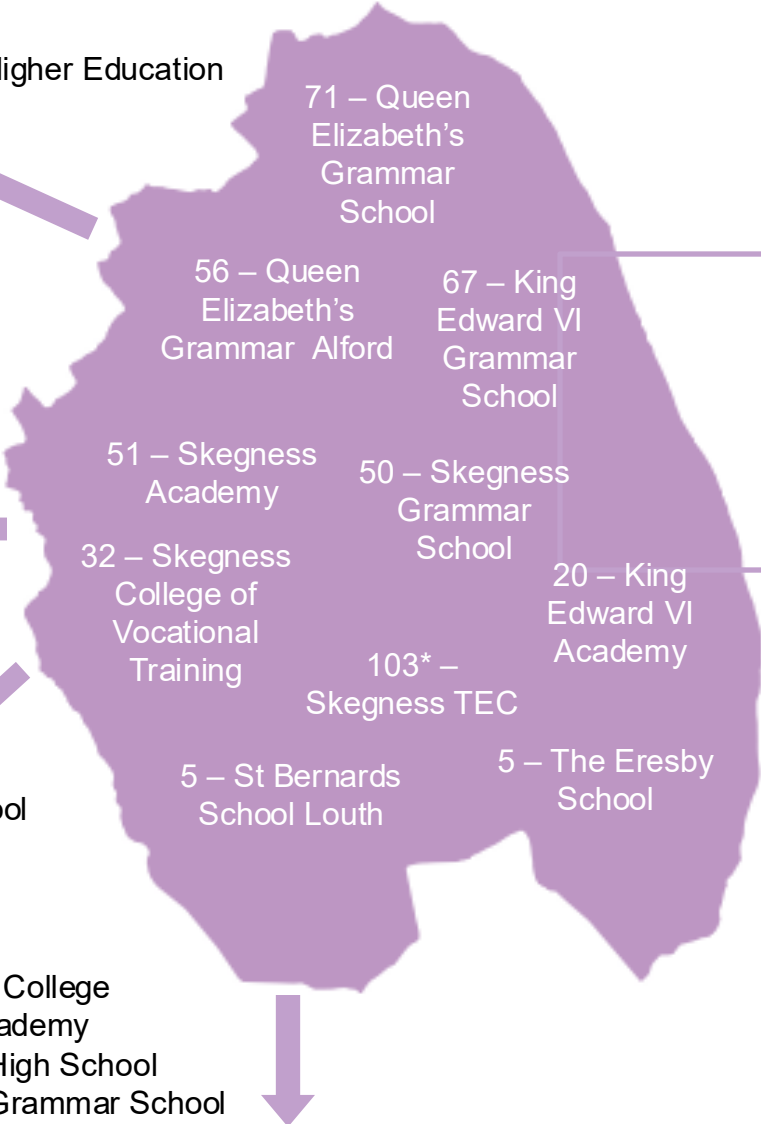 Higher Education
71 – Queen
Elizabeth’s
Grammar
School
56 – Queen
Elizabeth’s
Grammar Alford
67 – King
Edward VI
Grammar
School
51 – Skegness
Academy
50 – Skegness
Grammar
School
32 – Skegness
College of
Vocational
Training
20 – King
Edward VI
Academy
103* –
Skegness TEC
5 – St Bernards
School Louth
5 – The Eresby
School
College
High School
Grammar School